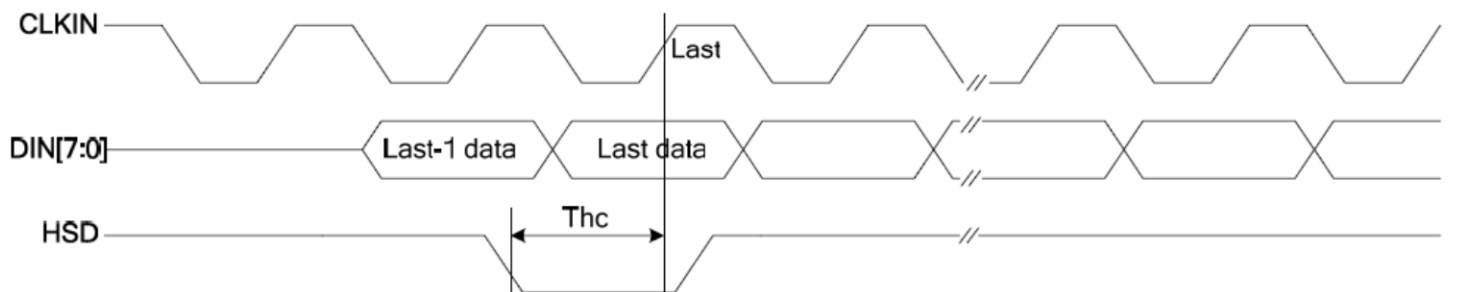 CLKIN
Last
DIN[7:0]
Last-1 data
Last data
Thc
HSD